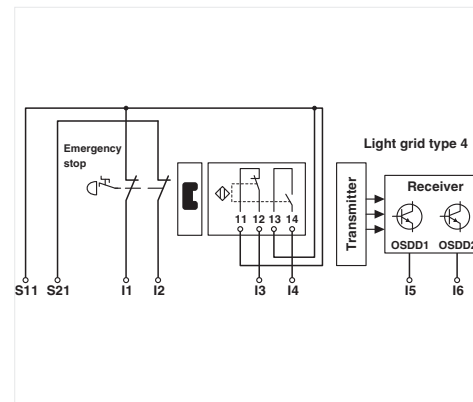 Emergency
stop
Light grid type 4
Transmitter
Receiver
11 12 13 14
OSDD1 OSDD2
S11 S21 I1 I2 I3 I4 I5 I6